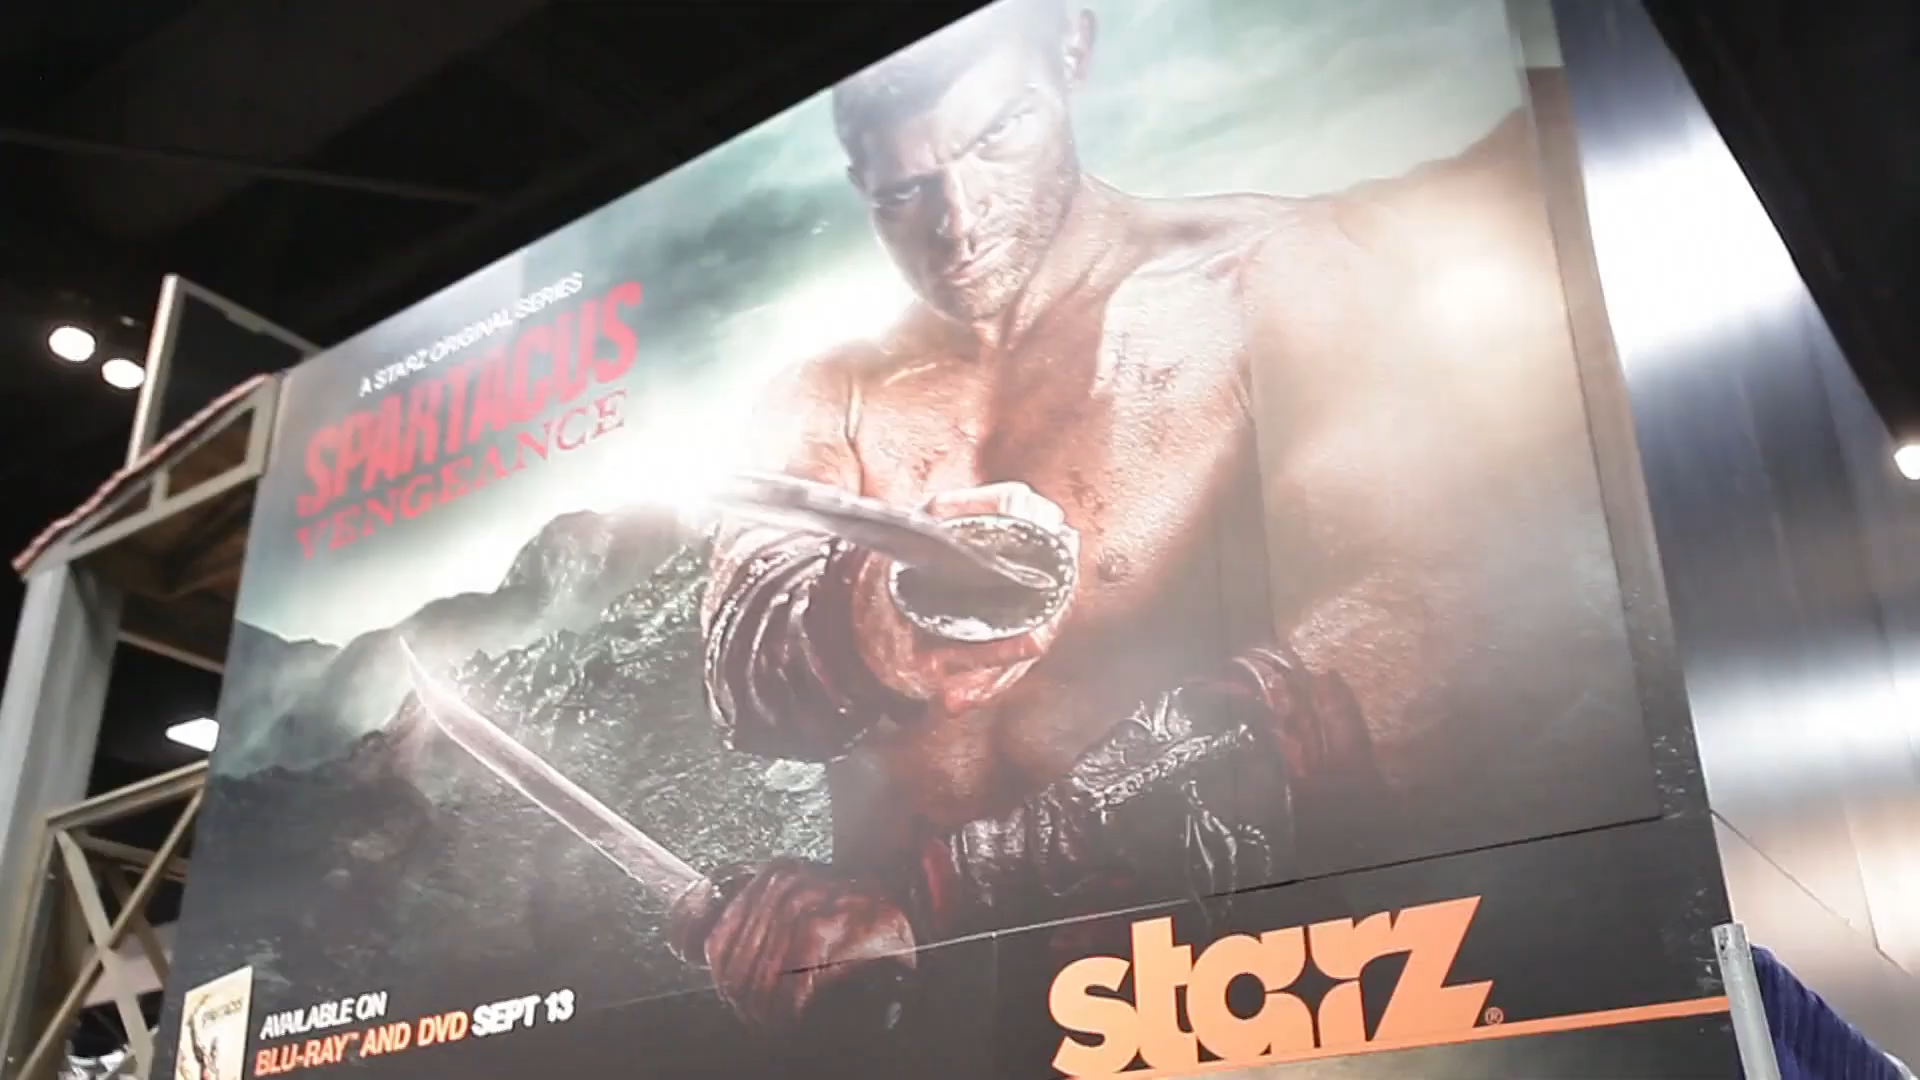 A STARZ ORIGINAL SERIES
SPARTACUS
VENGEANCE
AVAILABLE ON
BLU-RAY™ AND DVD SEPT 13
starz®